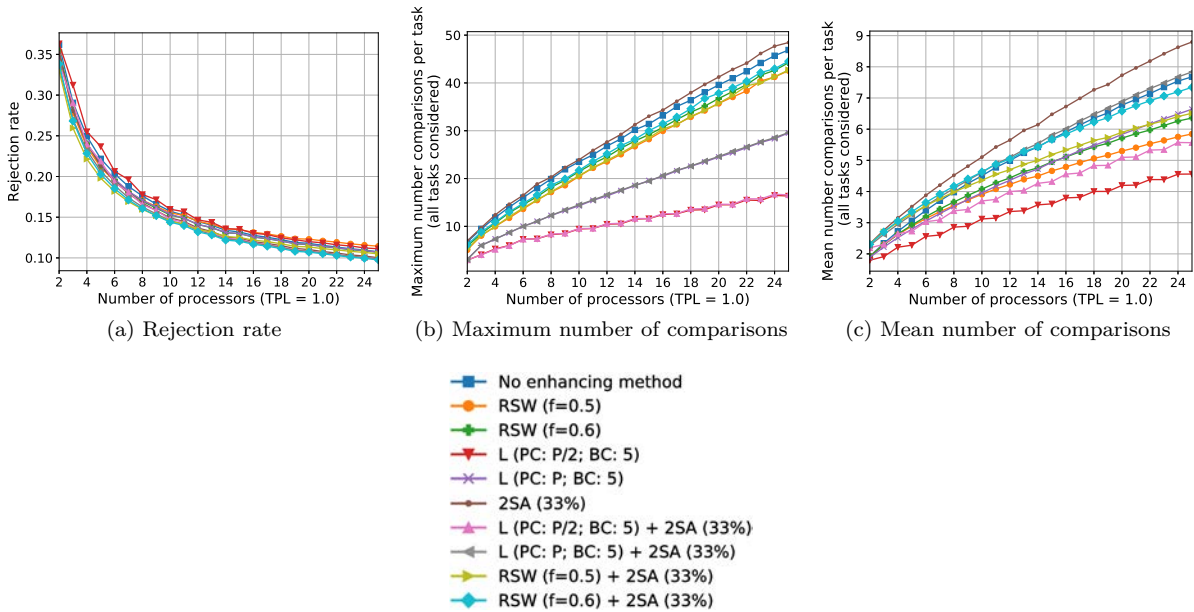 0.35
0.30
0.25
0.20
0.15
0.10
Rejection rate
2 4 6 8 10 12 14 16 18 20 22 24
Number of processors (TPL = 1.0)
(a) Rejection rate
50
40
30
20
10
Maximum number comparisons per task
(all tasks considered)
2 4 6 8 10 12 14 16 18 20 22 24
Number of processors (TPL = 1.0)
(b) Maximum number of comparisons
9
8
7
6
5
4
3
2
Mean number comparisons per task
(all tasks considered)
2 4 6 8 10 12 14 16 18 20 22 24
Number of processors (TPL = 1.0)
(c) Mean number of comparisons
No enhancing method
RSW (f=0.5)
RSW (f=0.6)
L (PC: P/2; BC: 5)
L (PC: P; BC: 5)
2SA (33%)
L (PC: P/2; BC: 5) + 2SA (33%)
L (PC: P; BC: 5) + 2SA (33%)
RSW (f=0.5) + 2SA (33%)
RSW (f=0.6) + 2SA (33%)